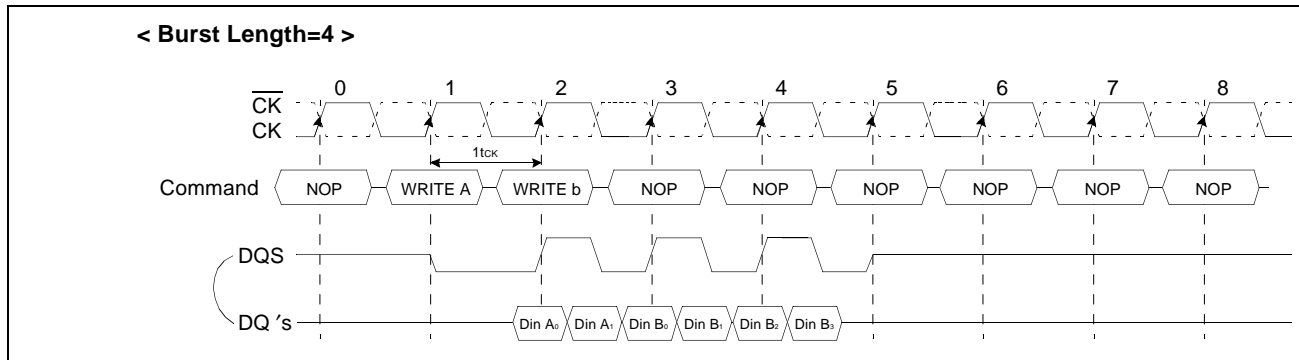 < Burst Length=4 >
0 1 2 3 4 5 6 7 8
CK
CK
1tCK
Command NOP WRITE A WRITE b NOP NOP NOP NOP NOP NOP
DQS
DQ ′s Din A0 Din A1 Din B0 Din B1 Din B2 Din B3